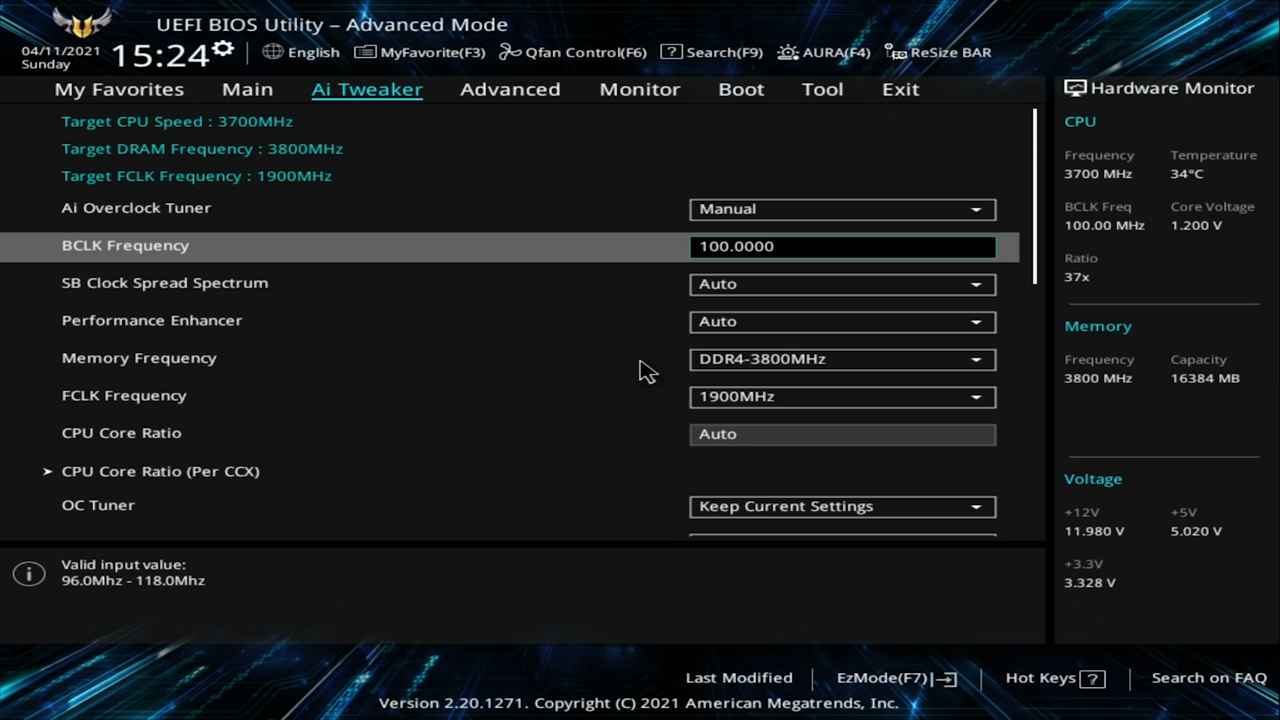 UEFI BIOS Utility – Advanced Mode
04/11/2021
Sunday
15:24
English
MyFavorite(F3)
Qfan Control(F6)
? Search(F9)
AURA(F4)
ReSize BAR
My Favorites Main Ai Tweaker Advanced Monitor Boot Tool Exit
Target CPU Speed : 3700MHz
Target DRAM Frequency : 3800MHz
Target FCLK Frequency : 1900MHz
Ai Overclock Tuner Manual
BCLK Frequency 100.0000
SB Clock Spread Spectrum Auto
Performance Enhancer Auto
Memory Frequency DDR4-3800MHz
FCLK Frequency 1900MHz
CPU Core Ratio Auto
CPU Core Ratio (Per CCX)
OC Tuner Keep Current Settings
Valid input value:
96.0Mhz - 118.0Mhz
Hardware Monitor
CPU
Frequency Temperature
3700 MHz 34°C
BCLK Freq Core Voltage
100.00 MHz 1.200 V
Ratio
37x
Memory
Frequency Capacity
3800 MHz 16384 MB
Voltage
+12V +5V
11.980 V 5.020 V
+3.3V
3.328 V
Last Modified EzMode(F7) Hot Keys ? Search on FAQ
Version 2.20.1271. Copyright (C) 2021 American Megatrends, Inc.